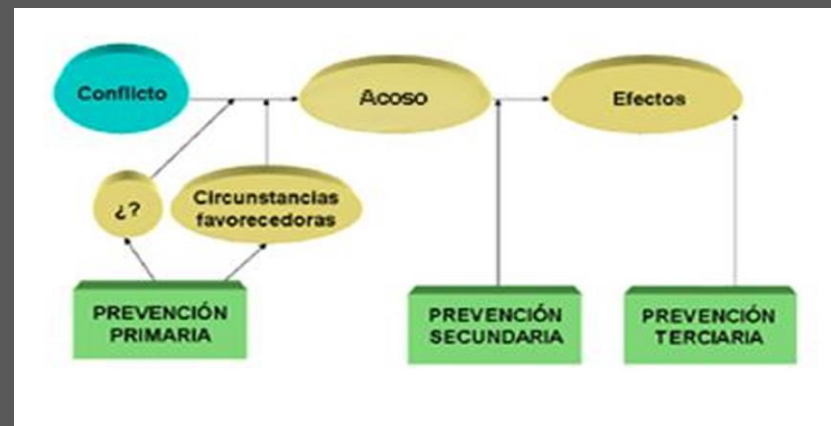 Conflicto
Acoso
Efectos
¿?
Circunstancias
favorecedoras
PREVENCIÓN
PRIMARIA
PREVENCIÓN
SECUNDARIA
PREVENCIÓN
TERCIARIA